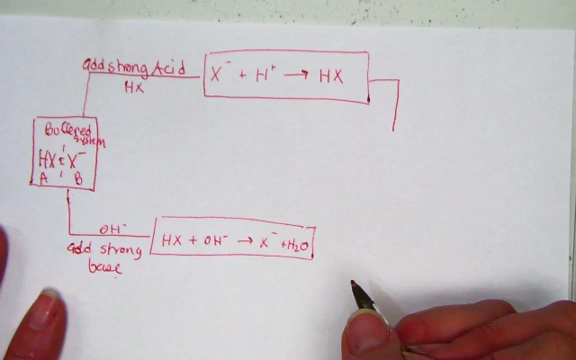 add strong Acid
HX
X⁻ + H⁺ → HX
Buffered
system
HX & X⁻
A B
OH⁻
add strong
base
HX + OH⁻ → X⁻ + H₂O